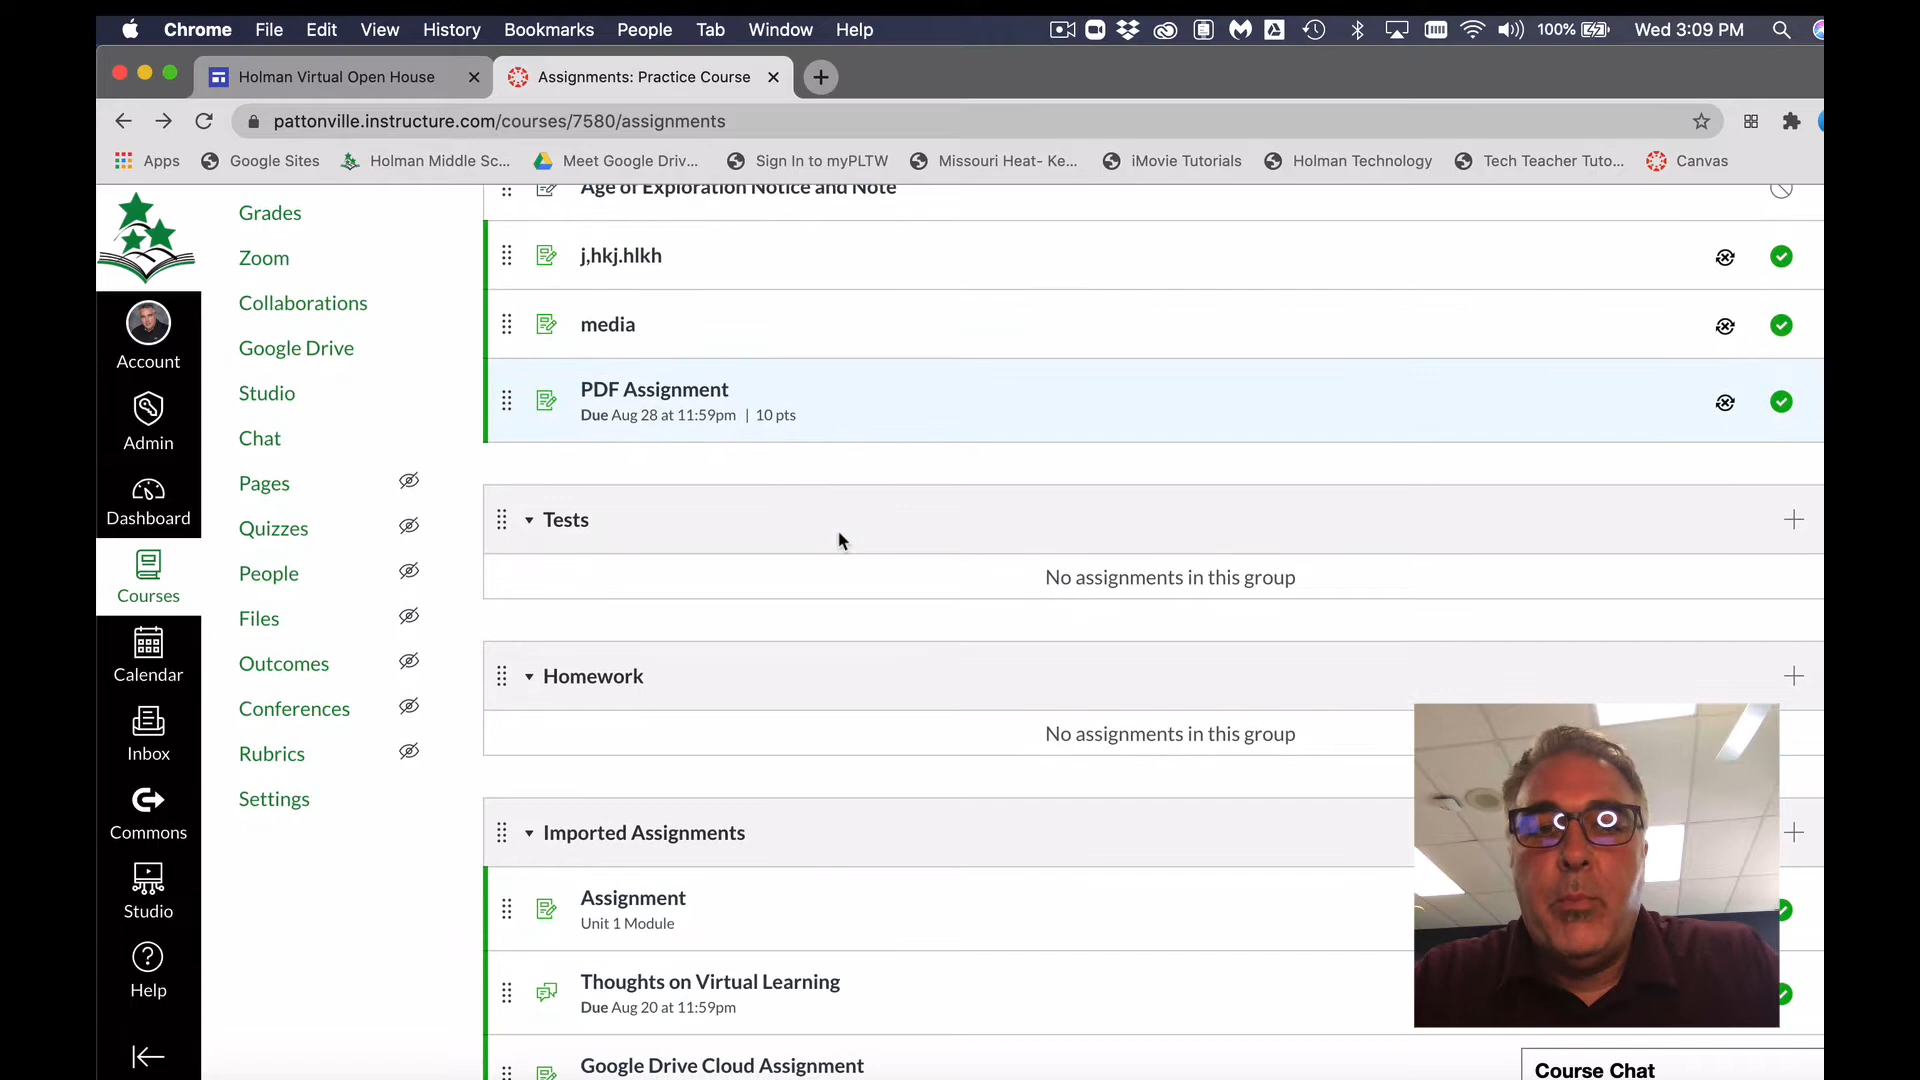 Chrome File Edit View History Bookmarks People Tab Window Help 100% Wed 3:09 PM
Holman Virtual Open House Assignments: Practice Course
pattonville.instructure.com/courses/7580/assignments
Apps Google Sites Holman Middle Sc... Meet Google Driv... Sign In to myPLTW Missouri Heat- Ke... iMovie Tutorials Holman Technology Tech Teacher Tuto... Canvas
Account
Admin
Dashboard
Courses
Calendar
Inbox
Commons
Studio
Help
Grades
Zoom
Collaborations
Google Drive
Studio
Chat
Pages
Quizzes
People
Files
Outcomes
Conferences
Rubrics
Settings
Age of Exploration Notice and Note
j,hkj.hlkh
media
PDF Assignment
Due Aug 28 at 11:59pm | 10 pts
Tests
No assignments in this group
Homework
No assignments in this group
Imported Assignments
Assignment
Unit 1 Module
Thoughts on Virtual Learning
Due Aug 20 at 11:59pm
Google Drive Cloud Assignment
Course Chat